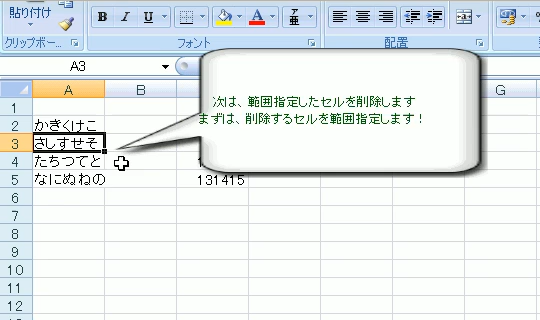 貼り付け
B I U
A
ア
亜
クリップボー...
フォント
配置
A3
A B G
1
次は、範囲指定したセルを削除します
まずは、削除するセルを範囲指定します！
2 かきくけこ
3 さしすせそ
4 たちつてと 1
5 なにぬねの 131415
6
7
8
9
10
11
12